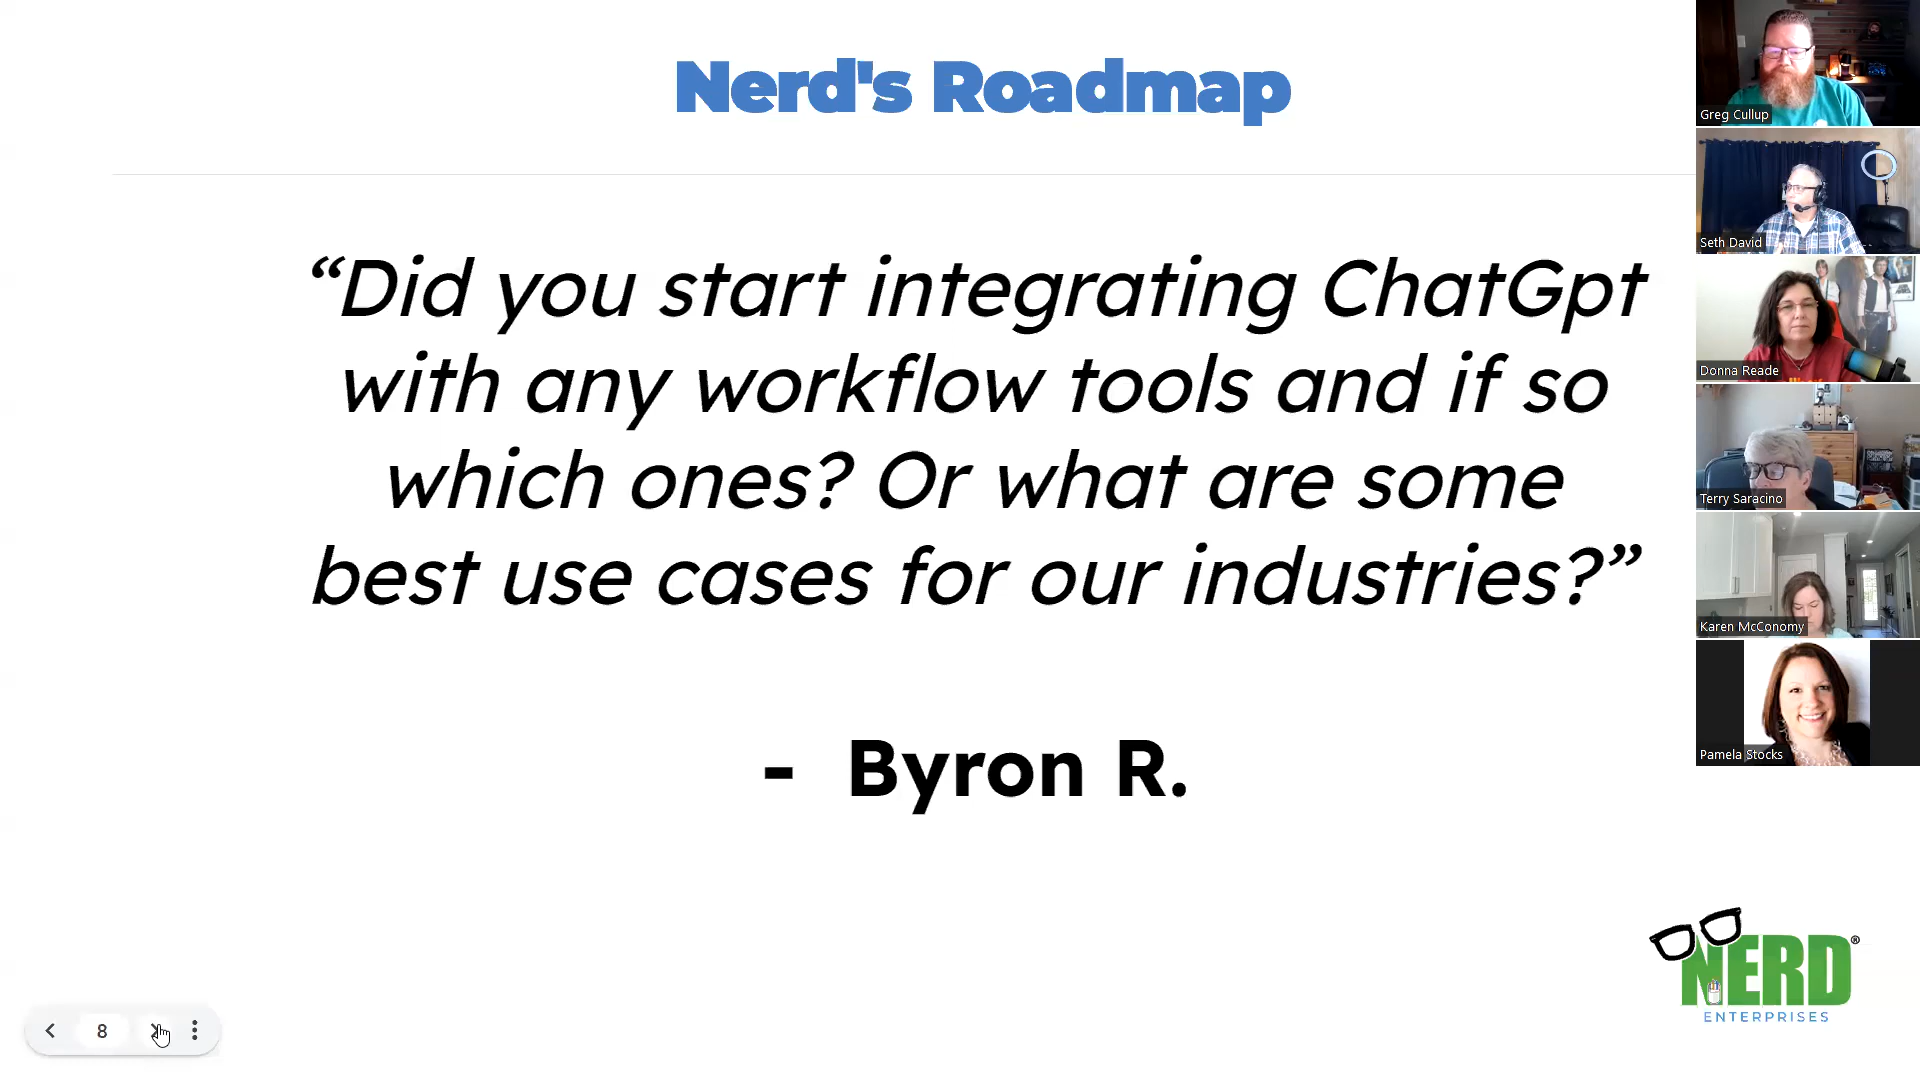 Nerd's Roadmap
“Did you start integrating ChatGpt
with any workflow tools and if so
which ones? Or what are some
best use cases for our industries?”
- Byron R.
Greg Cullup
Seth David
Donna Reade
Terry Saracino
Karen McConomy
Pamela Stocks
NERD®
ENTERPRISES
8